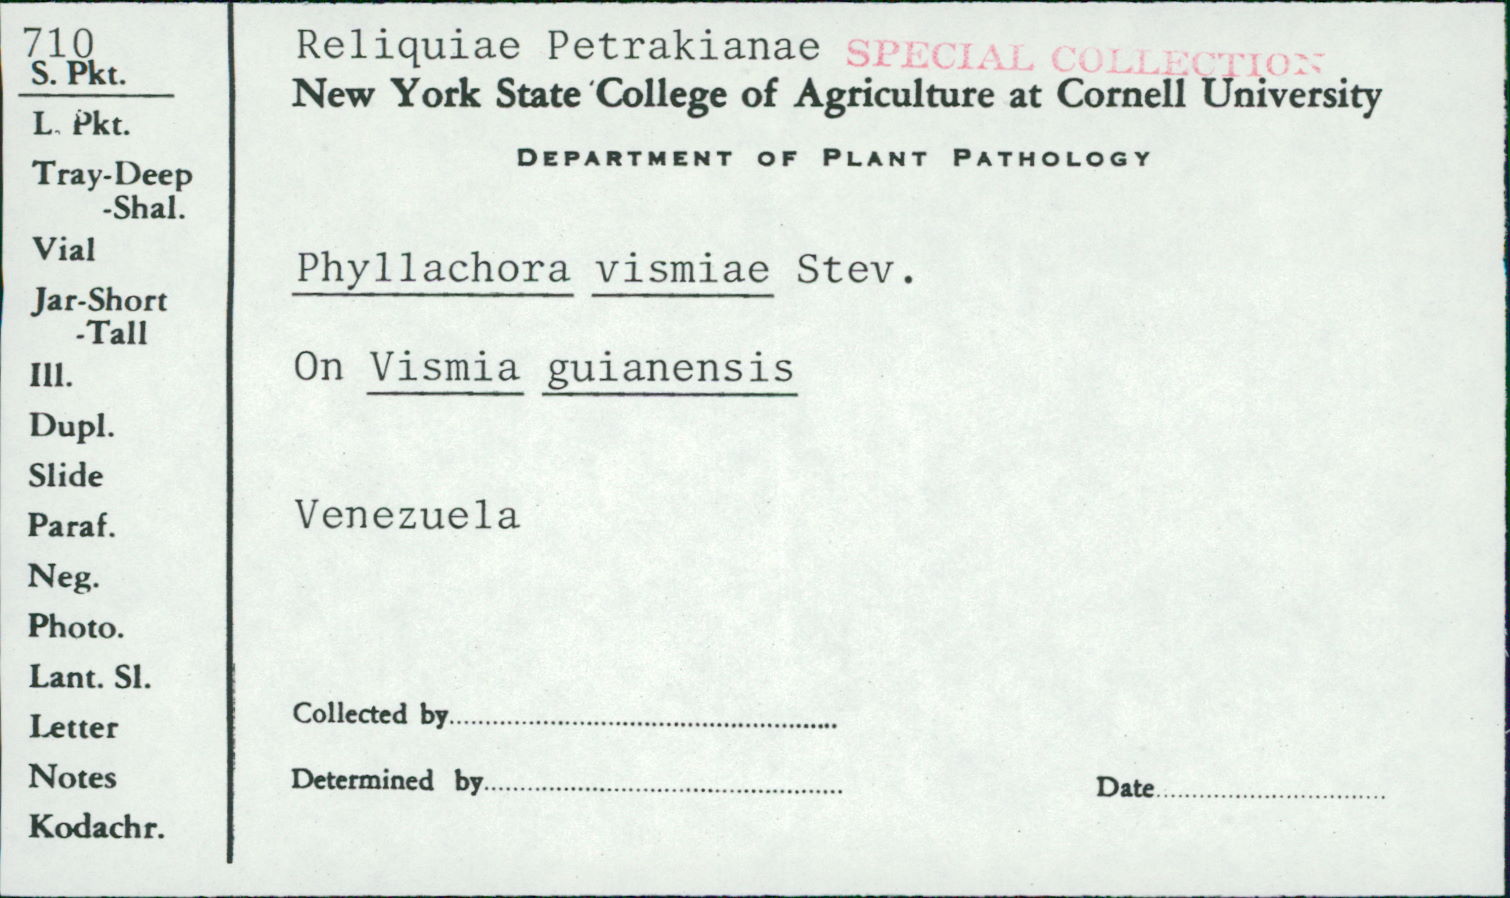 710
S. Pkt.
L. Pkt.
Tray-Deep
-Shal.
Vial
Jar-Short
-Tall
Ill.
Dupl.
Slide
Paraf.
Neg.
Photo.
Lant. Sl.
Letter
Notes
Kodachr.
Reliquiae Petrakianae SPECIAL COLLECTION
New York State College of Agriculture at Cornell University
DEPARTMENT OF PLANT PATHOLOGY
Phyllachora vismiae Stev.
On Vismia guianensis
Venezuela
Collected by
Determined by
Date